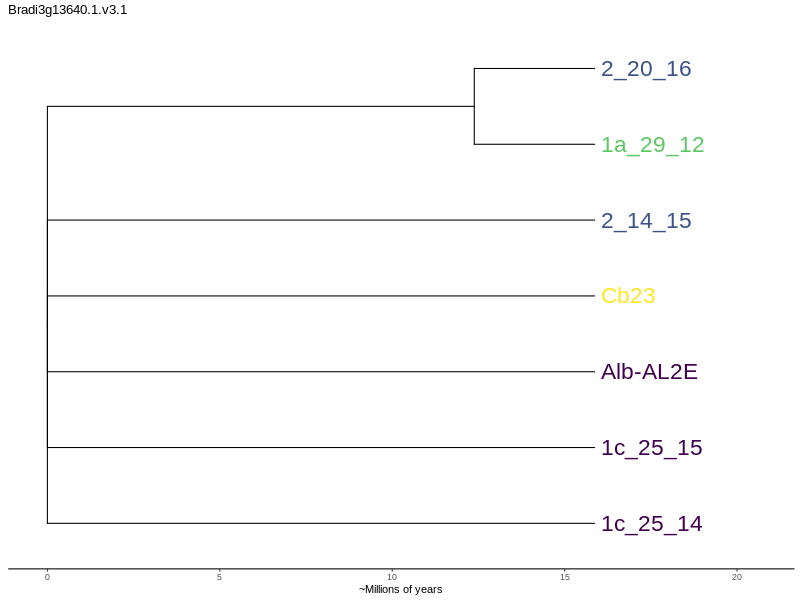 Bradi3g13640.1.v3.1
2_20_16
1a_29_12
2_14_15
Cb23
Alb-AL2E
1c_25_15
1c_25_14
0 5 10 15 20
~Millions of years